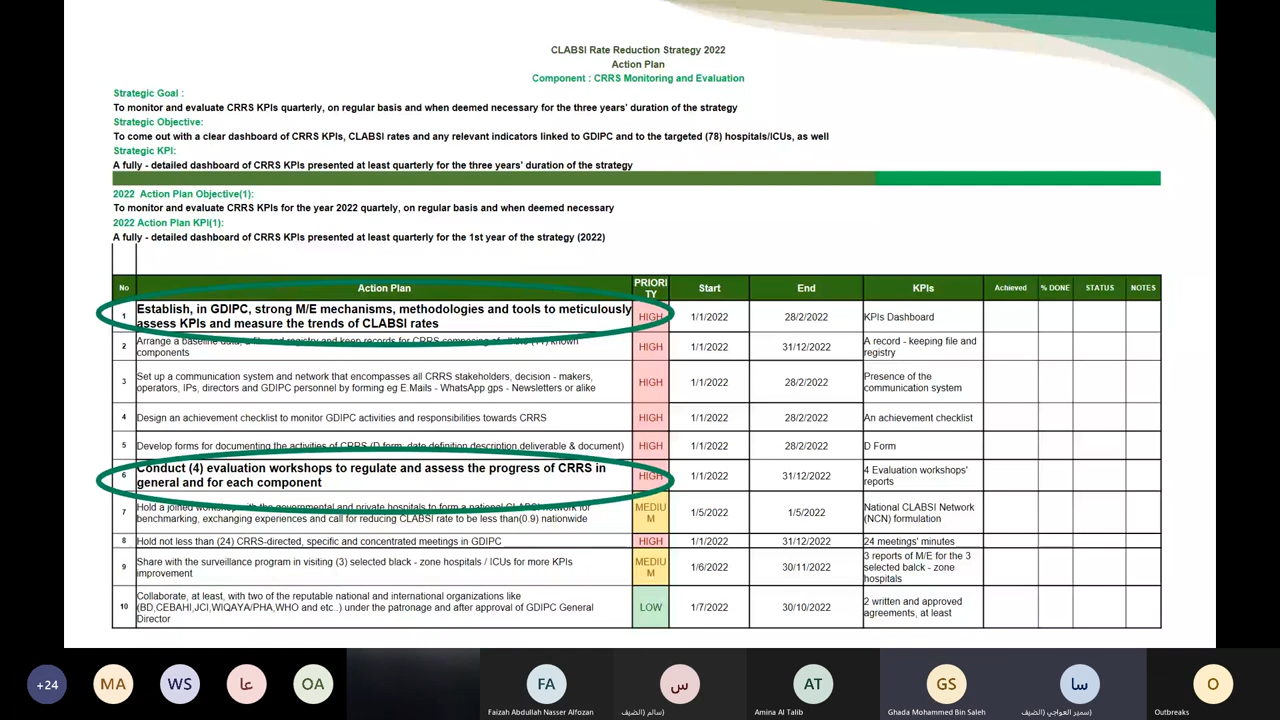 CLABSI Rate Reduction Strategy 2022
Action Plan
Component : CRRS Monitoring and Evaluation
Strategic Goal :
To monitor and evaluate CRRS KPIs quarterly, on regular basis and when deemed necessary for the three years' duration of the strategy
Strategic Objective:
To come out with a clear dashboard of CRRS KPIs, CLABSI rates and any relevant indicators linked to GDIPC and to the targeted (78) hospitals/ICUs, as well
Strategic KPI:
A fully - detailed dashboard of CRRS KPIs presented at least quarterly for the three years' duration of the strategy
2022 Action Plan Objective(1):
To monitor and evaluate CRRS KPIs for the year 2022 quartely, on regular basis and when deemed necessary
2022 Action Plan KPI(1):
A fully - detailed dashboard of CRRS KPIs presented at least quarterly for the 1st year of the strategy (2022)
No Action Plan PRIORI TY Start End KPIs Achieved % DONE STATUS NOTES
1 Establish, in GDIPC, strong M/E mechanisms, methodologies and tools to meticulously
assess KPIs and measure the trends of CLABSI rates HIGH 1/1/2022 28/2/2022 KPIs Dashboard
2 Arrange a baseline data, a file and registry and keep records for CRRS composing of all the known
components HIGH 1/1/2022 31/12/2022 A record - keeping file and
registry
3 Set up a communication system and network that encompasses all CRRS stakeholders, decision - makers,
operators, IPs, directors and GDIPC personnel by forming eg E.Mails - WhatsApp gps - Newsletters or alike HIGH 1/1/2022 28/2/2022 Presence of the
communication system
4 Design an achievement checklist to monitor GDIPC activities and responsibilities towards CRRS HIGH 1/1/2022 28/2/2022 An achievement checklist
5 Develop forms for documenting the activities of CRRS (D form: date definition description deliverable & document) HIGH 1/1/2022 28/2/2022 D Form
6 Conduct (4) evaluation workshops to regulate and assess the progress of CRRS in
general and for each component HIGH 1/1/2022 31/12/2022 4 Evaluation workshops'
reports
7 Hold a joined workshop with the governmental and private hospitals to form a national CLABSI Network for
benchmarking, exchanging experiences and call for reducing CLABSI rate to be less than(0.9) nationwide MEDIU
M 1/5/2022 1/5/2022 National CLABSI Network
(NCN) formulation
8 Hold not less than (24) CRRS-directed, specific and concentrated meetings in GDIPC HIGH 1/1/2022 31/12/2022 24 meetings' minutes
9 Share with the surveillance program in visiting (3) selected black - zone hospitals / ICUs for more KPIs
improvement MEDIU
M 1/6/2022 30/11/2022 3 reports of M/E for the 3
selected balck - zone
hospitals
10 Collaborate, at least, with two of the reputable national and international organizations like
(BD,CEBAHI,JCI,WIQAYA/PHA,WHO and etc..) under the patronage and after approval of GDIPC General
Director LOW 1/7/2022 30/10/2022 2 written and approved
agreements, at least
+24 MA WS عا OA FA س AT GS سا O
Faizah Abdullah Nasser Alfozan سالم (الضيف) Amina Al Talib Ghada Mohammed Bin Saleh سمير العواجي (الضيف) Outbreaks